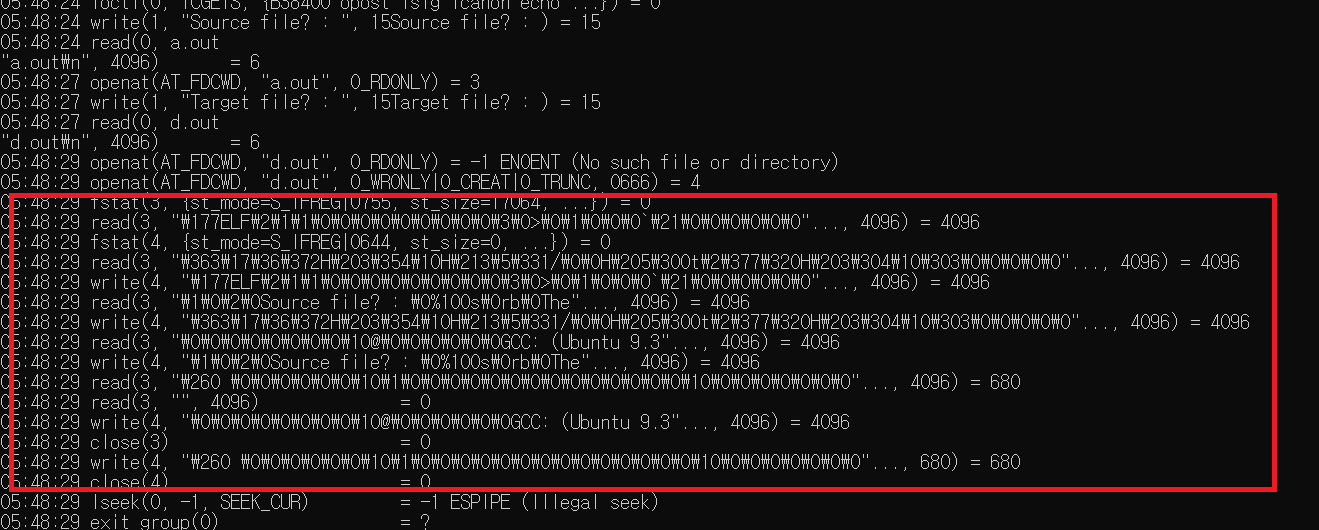 05:48:24 ioctl(0, TCGETS, {B38400 opost isig icanon echo ...}) = 0
05:48:24 write(1, "Source file? : ", 15Source file? : ) = 15
05:48:24 read(0, a.out
"a.out₩n", 4096)       = 6
05:48:27 openat(AT_FDCWD, "a.out", O_RDONLY) = 3
05:48:27 write(1, "Target file? : ", 15Target file? : ) = 15
05:48:27 read(0, d.out
"d.out₩n", 4096)       = 6
05:48:29 openat(AT_FDCWD, "d.out", O_RDONLY) = -1 ENOENT (No such file or directory)
05:48:29 openat(AT_FDCWD, "d.out", O_WRONLY|O_CREAT|O_TRUNC, 0666) = 4
05:48:29 fstat(3, {st_mode=S_IFREG|0755, st_size=17064, ...}) = 0
05:48:29 read(3, "₩177ELF₩2₩1₩1₩0₩0₩0₩0₩0₩0₩0₩0₩0₩3₩0>₩0₩1₩0₩0₩0`₩21₩0₩0₩0₩0₩0₩0"..., 4096) = 4096
05:48:29 fstat(4, {st_mode=S_IFREG|0644, st_size=0, ...}) = 0
05:48:29 read(3, "₩363₩17₩36₩372H₩203₩354₩10H₩213₩5₩331/₩0₩0H₩205₩300t₩2₩377₩320H₩203₩304₩10₩303₩0₩0₩0₩0₩0"..., 4096) = 4096
05:48:29 write(4, "₩177ELF₩2₩1₩1₩0₩0₩0₩0₩0₩0₩0₩0₩0₩3₩0>₩0₩1₩0₩0₩0`₩21₩0₩0₩0₩0₩0₩0"..., 4096) = 4096
05:48:29 read(3, "₩1₩0₩2₩0Source file? : ₩0%100s₩0rb₩0The"..., 4096) = 4096
05:48:29 write(4, "₩363₩17₩36₩372H₩203₩354₩10H₩213₩5₩331/₩0₩0H₩205₩300t₩2₩377₩320H₩203₩304₩10₩303₩0₩0₩0₩0₩0"..., 4096) = 4096
05:48:29 read(3, "₩0₩0₩0₩0₩0₩0₩0₩0₩10@₩0₩0₩0₩0₩0₩0GCC: (Ubuntu 9.3"..., 4096) = 4096
05:48:29 write(4, "₩1₩0₩2₩0Source file? : ₩0%100s₩0rb₩0The"..., 4096) = 4096
05:48:29 read(3, "₩260 ₩0₩0₩0₩0₩0₩0₩10₩1₩0₩0₩0₩0₩0₩0₩0₩0₩0₩0₩0₩0₩0₩0₩10₩0₩0₩0₩0₩0₩0₩0"..., 4096) = 680
05:48:29 read(3, "", 4096)              = 0
05:48:29 write(4, "₩0₩0₩0₩0₩0₩0₩0₩0₩10@₩0₩0₩0₩0₩0₩0GCC: (Ubuntu 9.3"..., 4096) = 4096
05:48:29 close(3)                       = 0
05:48:29 write(4, "₩260 ₩0₩0₩0₩0₩0₩0₩10₩1₩0₩0₩0₩0₩0₩0₩0₩0₩0₩0₩0₩0₩0₩0₩10₩0₩0₩0₩0₩0₩0₩0"..., 680) = 680
05:48:29 close(4)                       = 0
05:48:29 lseek(0, -1, SEEK_CUR)         = -1 ESPIPE (Illegal seek)
05:48:29 exit_group(0)                  = ?